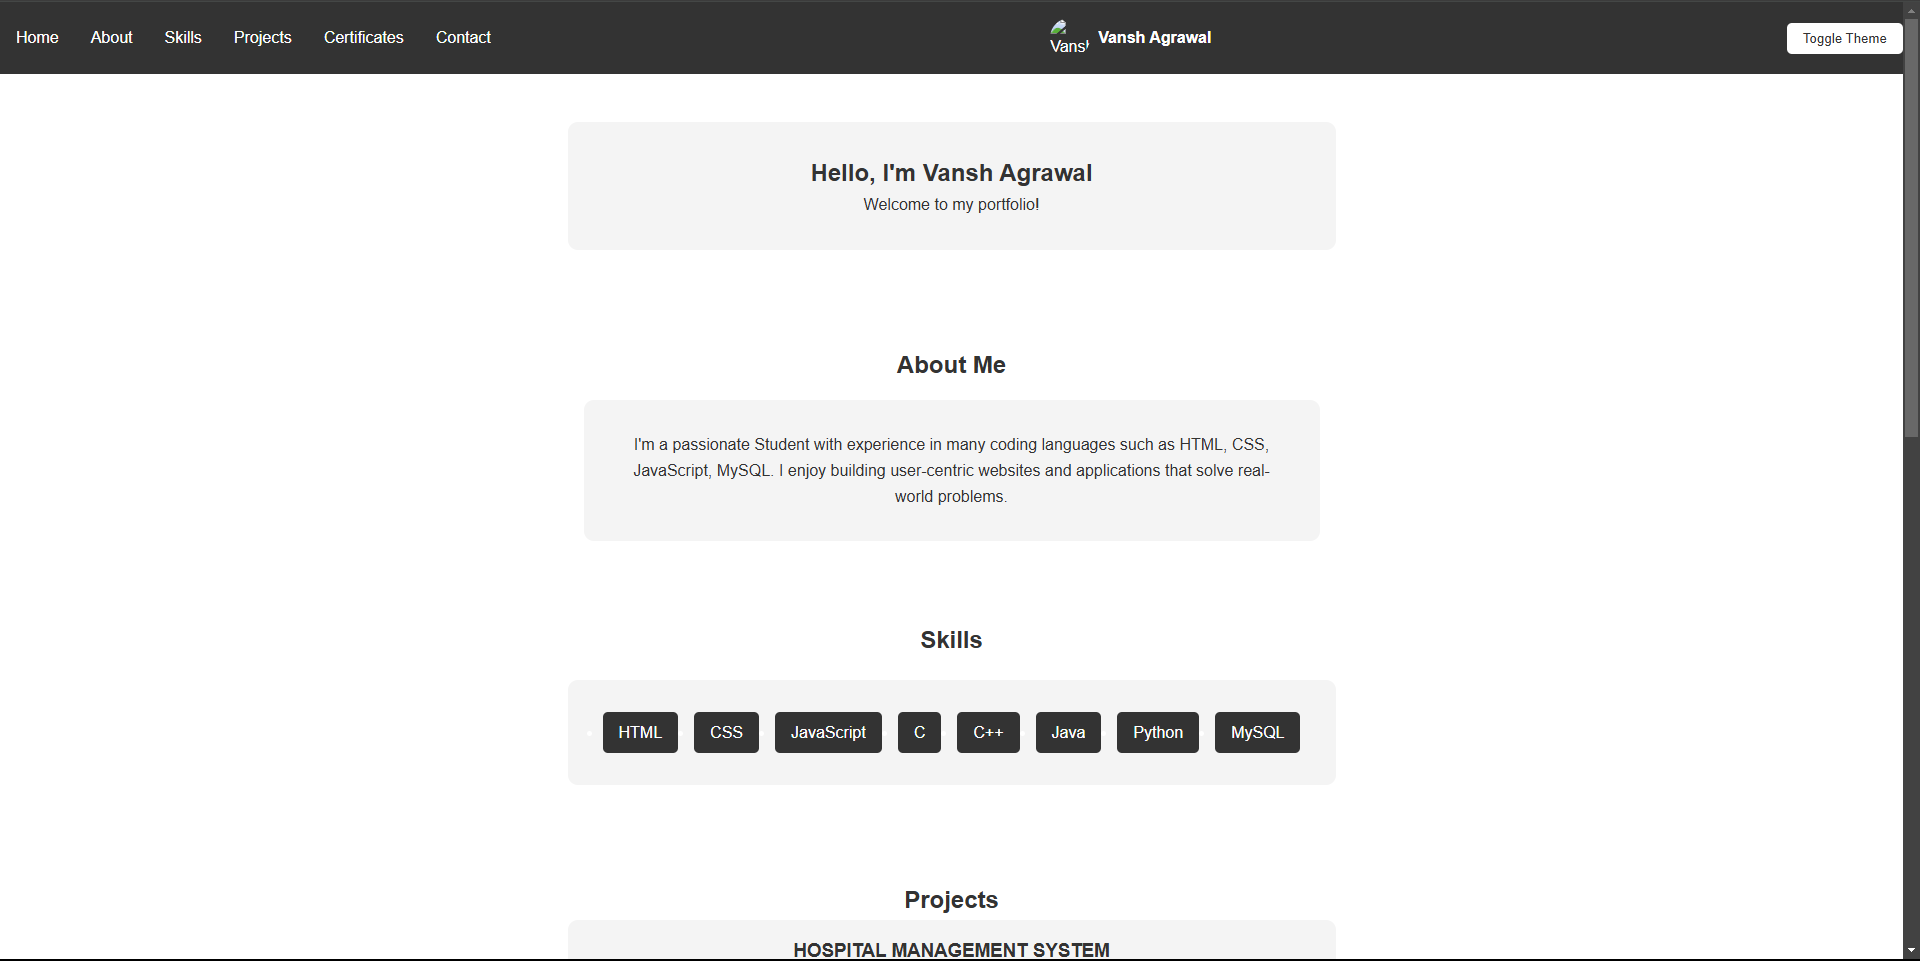 Home About Skills Projects Certificates Contact Vansh Vansh Agrawal Toggle Theme
Hello, I'm Vansh Agrawal
Welcome to my portfolio!
About Me
I'm a passionate Student with experience in many coding languages such as HTML, CSS,
JavaScript, MySQL. I enjoy building user-centric websites and applications that solve real-
world problems.
Skills
HTML CSS JavaScript C C++ Java Python MySQL
Projects
HOSPITAL MANAGEMENT SYSTEM